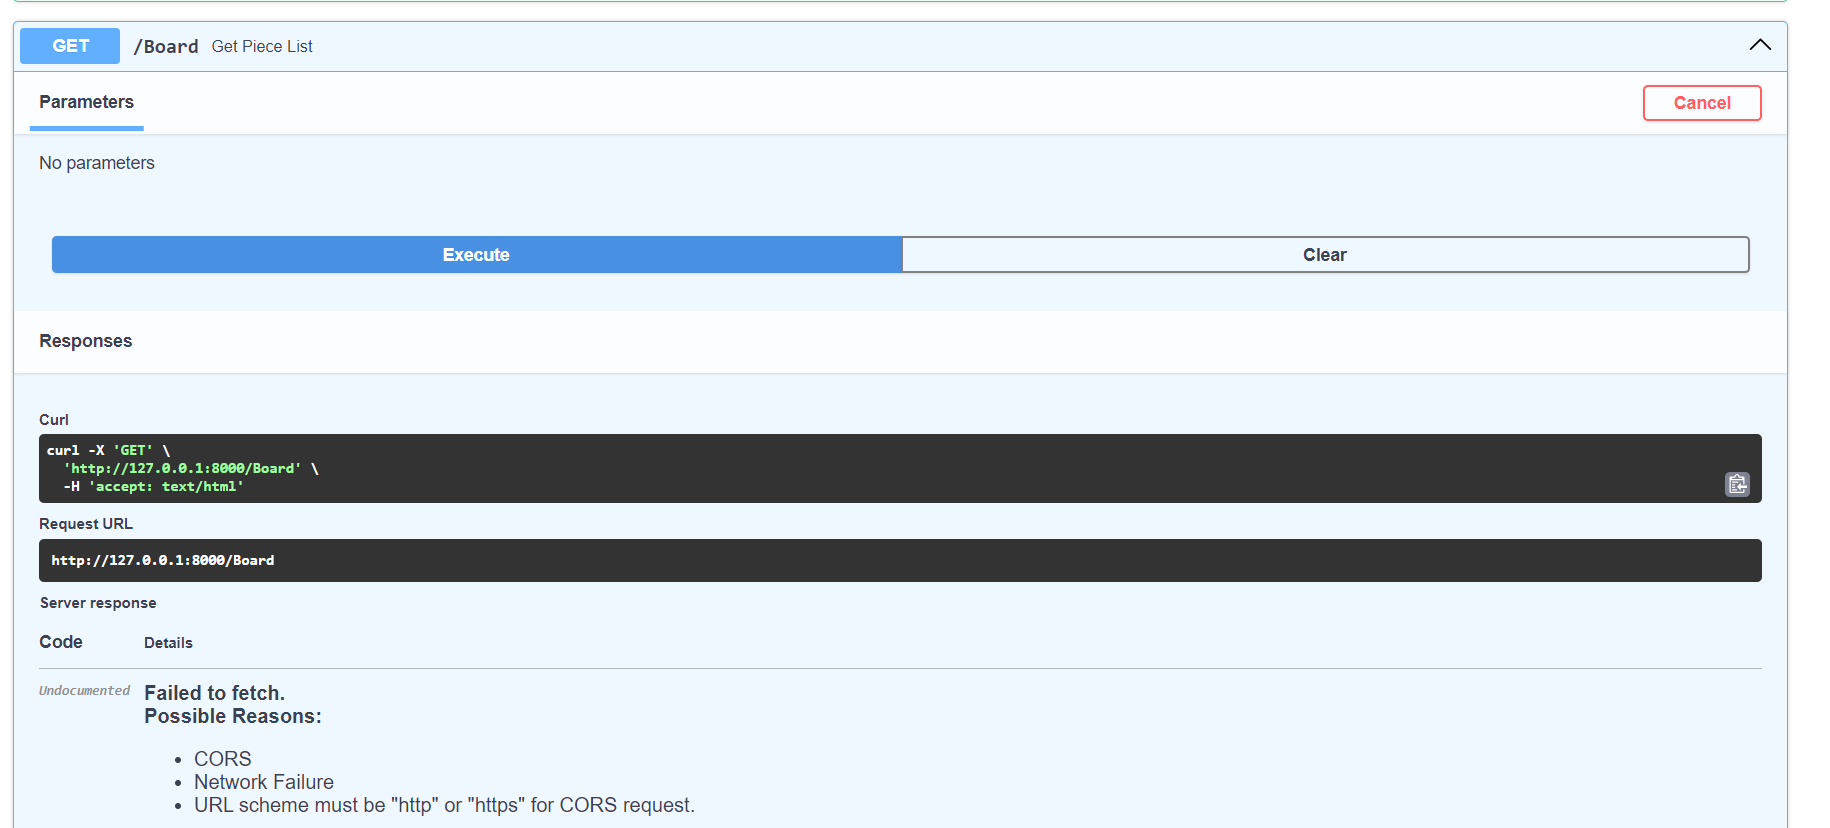 GET /Board Get Piece List
Parameters
Cancel
No parameters
Execute
Clear
Responses
Curl
curl -X 'GET' \
'http://127.0.0.1:8000/Board' \
-H 'accept: text/html'
Request URL
http://127.0.0.1:8000/Board
Server response
Code Details
Undocumented Failed to fetch.
Possible Reasons:
• CORS
• Network Failure
• URL scheme must be "http" or "https" for CORS request.